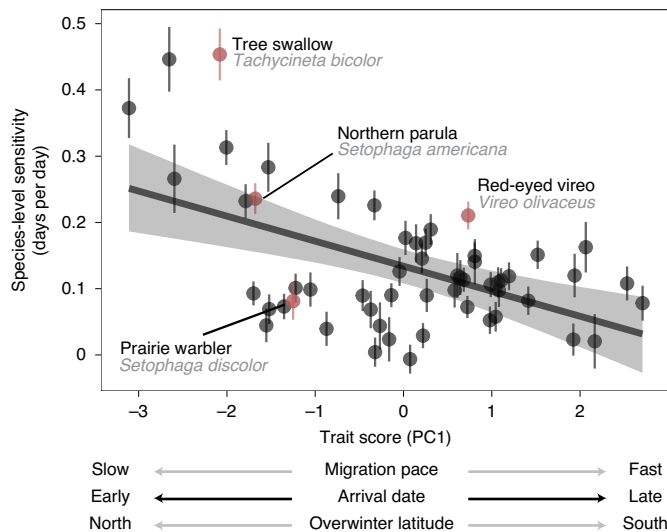 0.5
0.4
0.3
0.2
0.1
0
Species-level sensitivity
(days per day)
Tree swallow
Tachycineta bicolor
Northern parula
Setophaga americana
Red-eyed vireo
Vireo olivaceus
Prairie warbler
Setophaga discolor
−3 −2 −1 0 1 2
Trait score (PC1)
Slow Migration pace Fast
Early Arrival date Late
North Overwinter latitude South